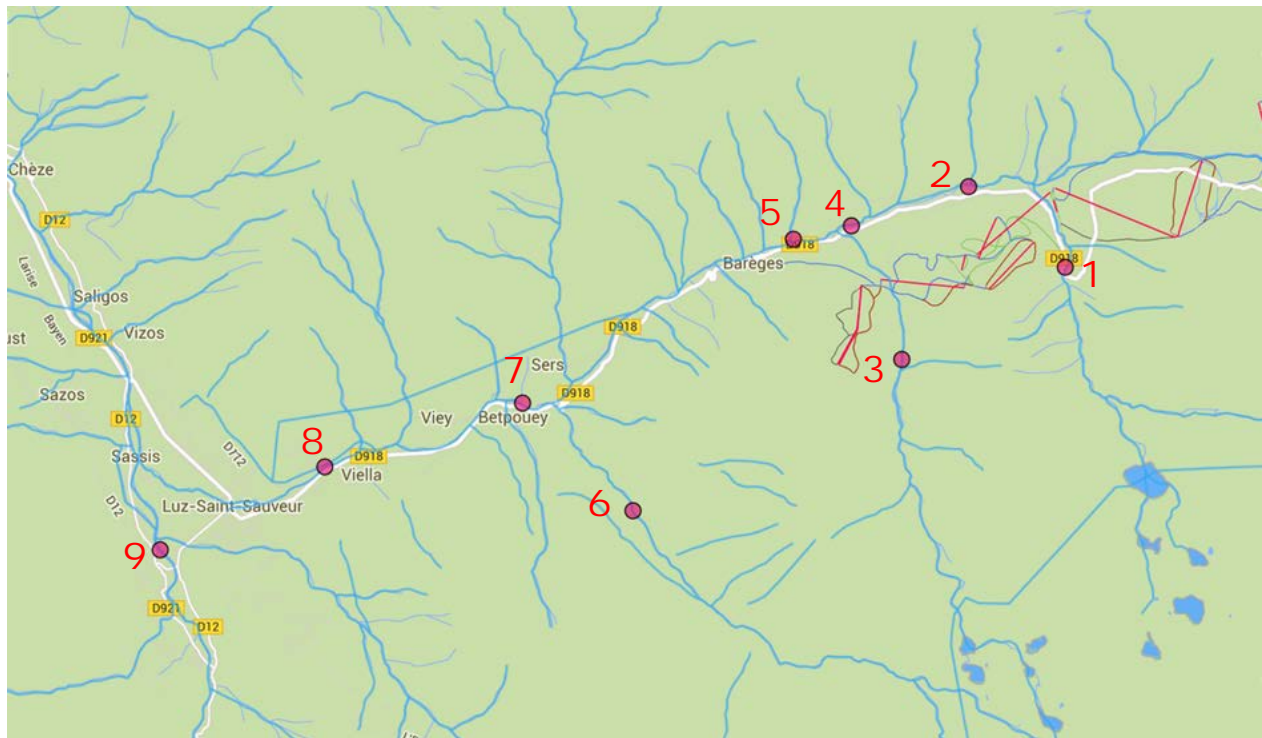 Chèze
D12
2
Larise
Saligos
5
4
D918
Barèges
D918
1
Bayen
Vizos
ust
D921
D918
3
Sers
Sazos
7
D918
D12
Viey
Betpouey
8
D712
Sassis
D918
Viella
D12
Luz-Saint-Sauveur
6
9
D921
D12